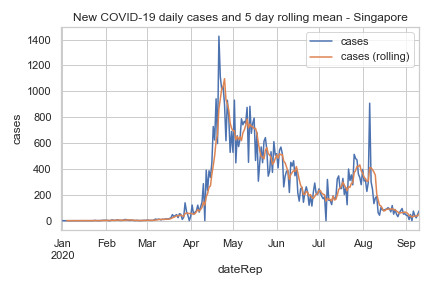 New COVID-19 daily cases and 5 day rolling mean - Singapore
cases
cases (rolling)
1400
1200
1000
800
600
400
200
0
cases
Jan Feb Mar Apr May Jun Jul Aug Sep
2020
dateRep